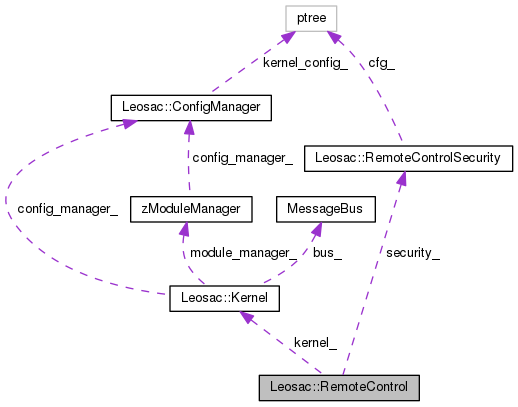 ptree
kernel_config_
cfg_
Leosac::ConfigManager
config_manager_
Leosac::RemoteControlSecurity
config_manager_
zModuleManager
MessageBus
module_manager_
bus_
security_
Leosac::Kernel
kernel_
Leosac::RemoteControl